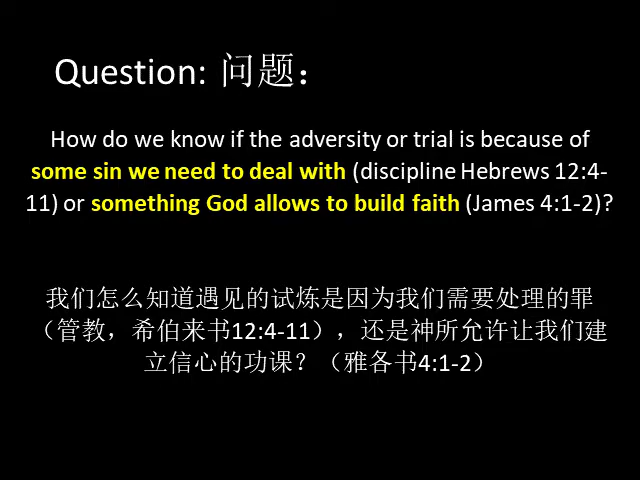 Question: 问题：
How do we know if the adversity or trial is because of
some sin we need to deal with (discipline Hebrews 12:4-
11) or something God allows to build faith (James 4:1-2)?
我们怎么知道遇见的试炼是因为我们需要处理的罪
（管教，希伯来书12:4-11），还是神所允许让我们建
立信心的功课？（雅各书4:1-2）